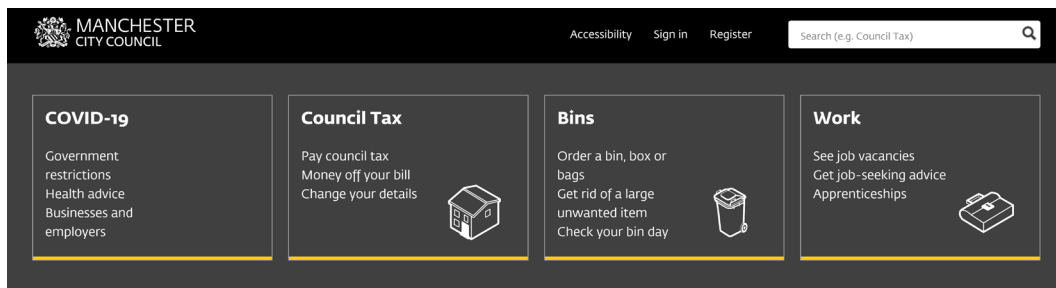 MANCHESTER
CITY COUNCIL
Accessibility Sign in Register Search (e.g. Council Tax)
COVID-19
Government
restrictions
Health advice
Businesses and
employers
Council Tax
Pay council tax
Money off your bill
Change your details
Bins
Order a bin, box or
bags
Get rid of a large
unwanted item
Check your bin day
Work
See job vacancies
Get job-seeking advice
Apprenticeships